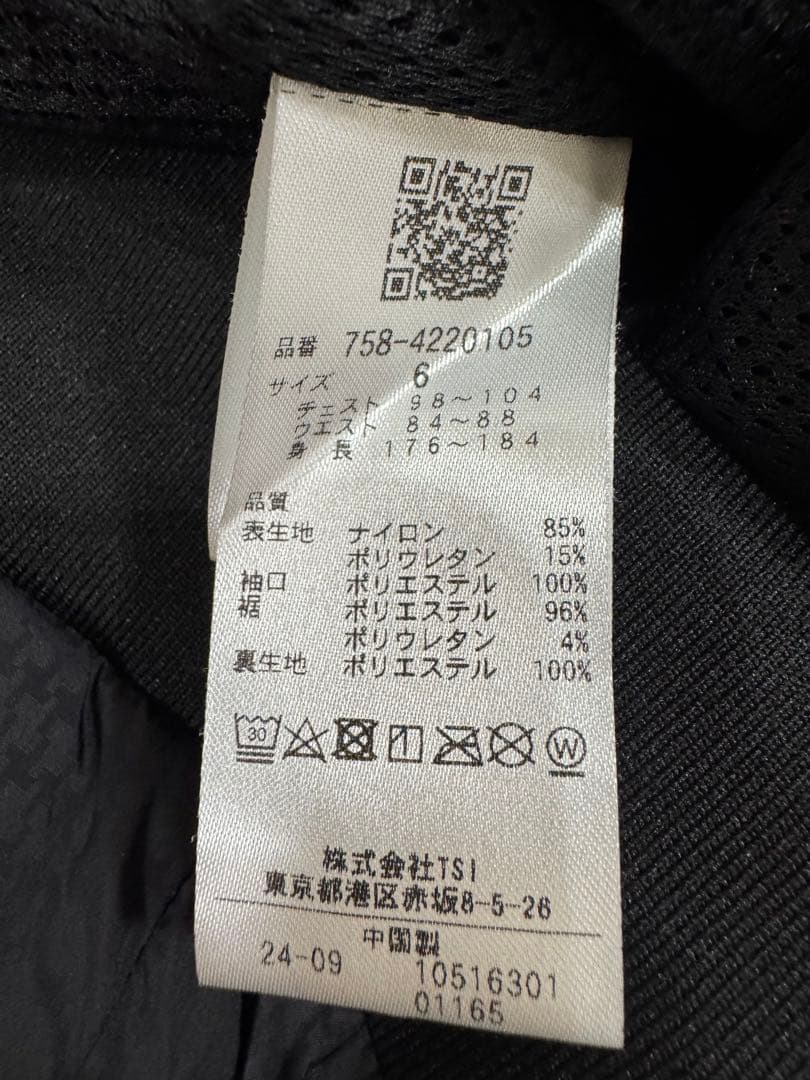 品番 758-4220105
サイズ 6
チェスト 98～104
ウエスト 84～88
身長 176～184
品質
表生地 ナイロン 85%
ポリウレタン 15%
袖口 ポリエステル 100%
裾 ポリエステル 96%
ポリウレタン 4%
裏生地 ポリエステル 100%
30 W
株式会社TSI
東京都港区赤坂8-5-26
中国製
24-09 10516301
01165